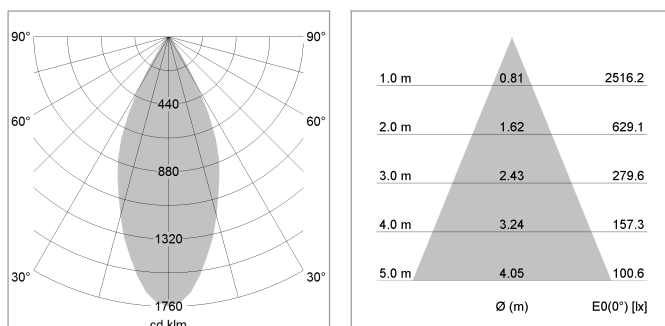 90° 90°
440
60° 60°
880
1320
30° 30°
1760
cd klm
1.0 m 0.81 2516.2
2.0 m 1.62 629.1
3.0 m 2.43 279.6
4.0 m 3.24 157.3
5.0 m 4.05 100.6
Ø (m) E0(0°) [lx]